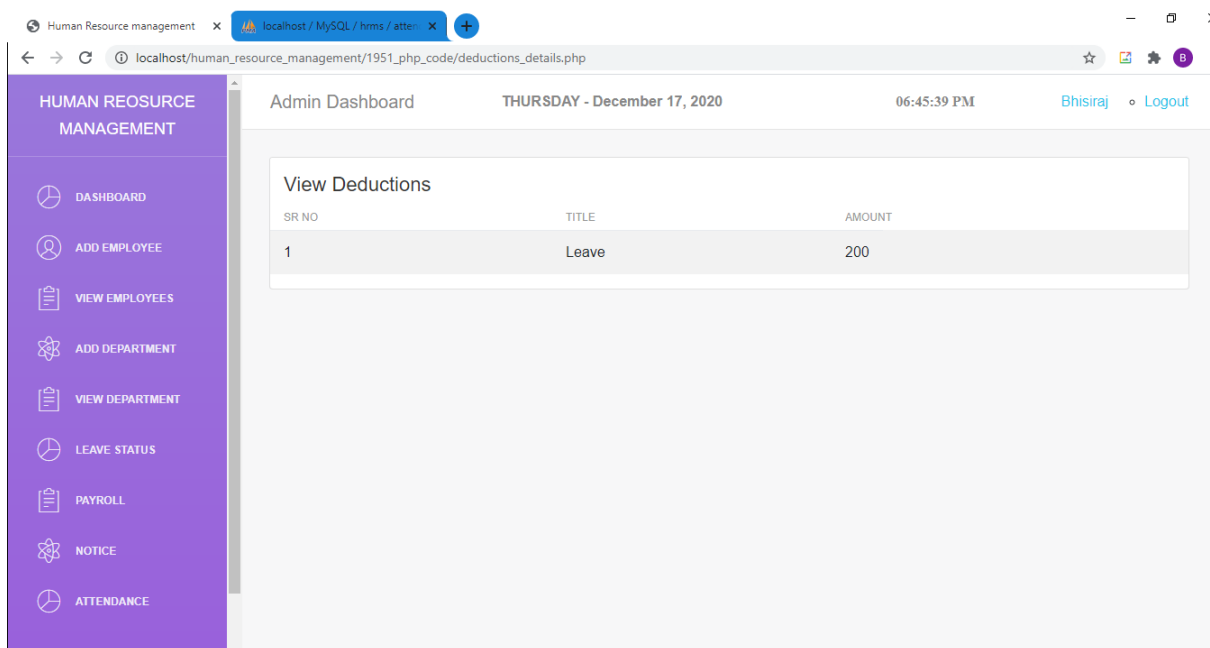 Human Resource management
localhost / MySQL / hrms / atten
localhost/human_resource_management/1951_php_code/deductions_details.php
B
HUMAN REOSURCE
MANAGEMENT
Admin Dashboard THURSDAY - December 17, 2020 06:45:39 PM Bhisiraj Logout
DASHBOARD
ADD EMPLOYEE
VIEW EMPLOYEES
ADD DEPARTMENT
VIEW DEPARTMENT
LEAVE STATUS
PAYROLL
NOTICE
ATTENDANCE
View Deductions
SR NO TITLE AMOUNT
1 Leave 200